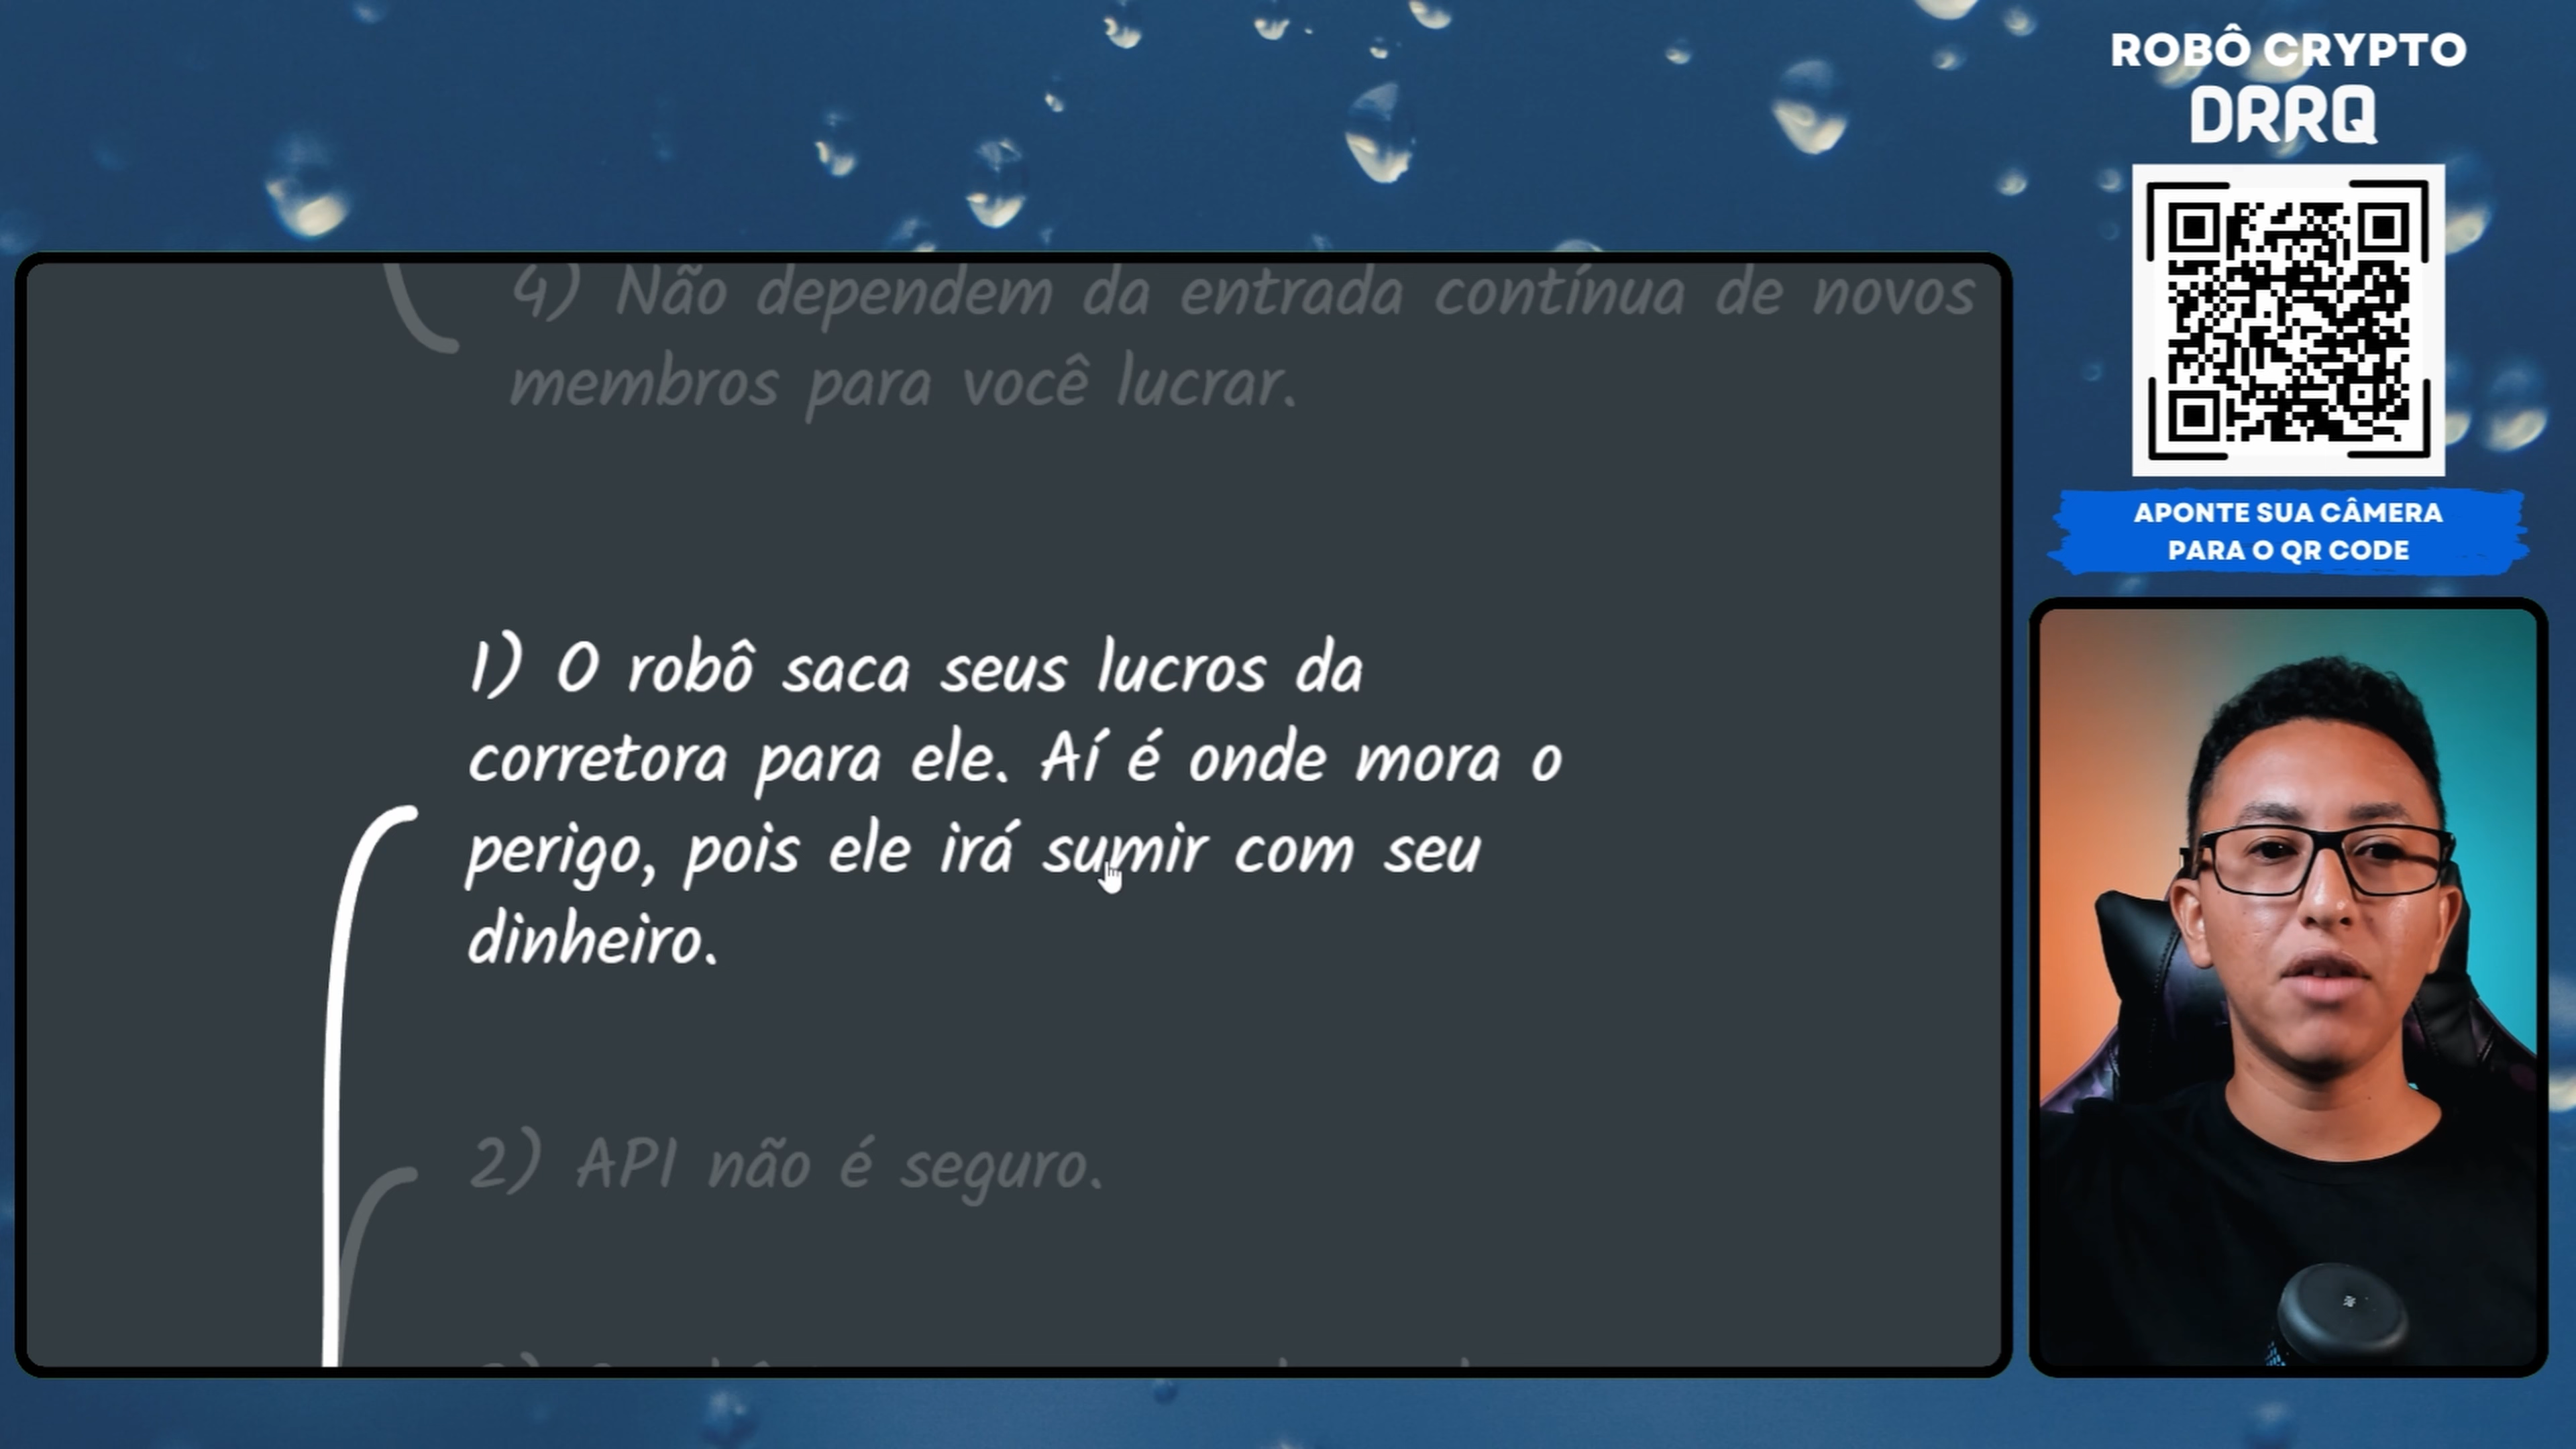 ROBÔ CRYPTO
DRRQ
APONTE SUA CÂMERA
PARA O QR CODE
4) Não dependem da entrada contínua de novos
membros para você lucrar.
1) O robô saca seus lucros da
corretora para ele. Aí é onde mora o
perigo, pois ele irá sumir com seu
dinheiro.
2) API não é seguro.